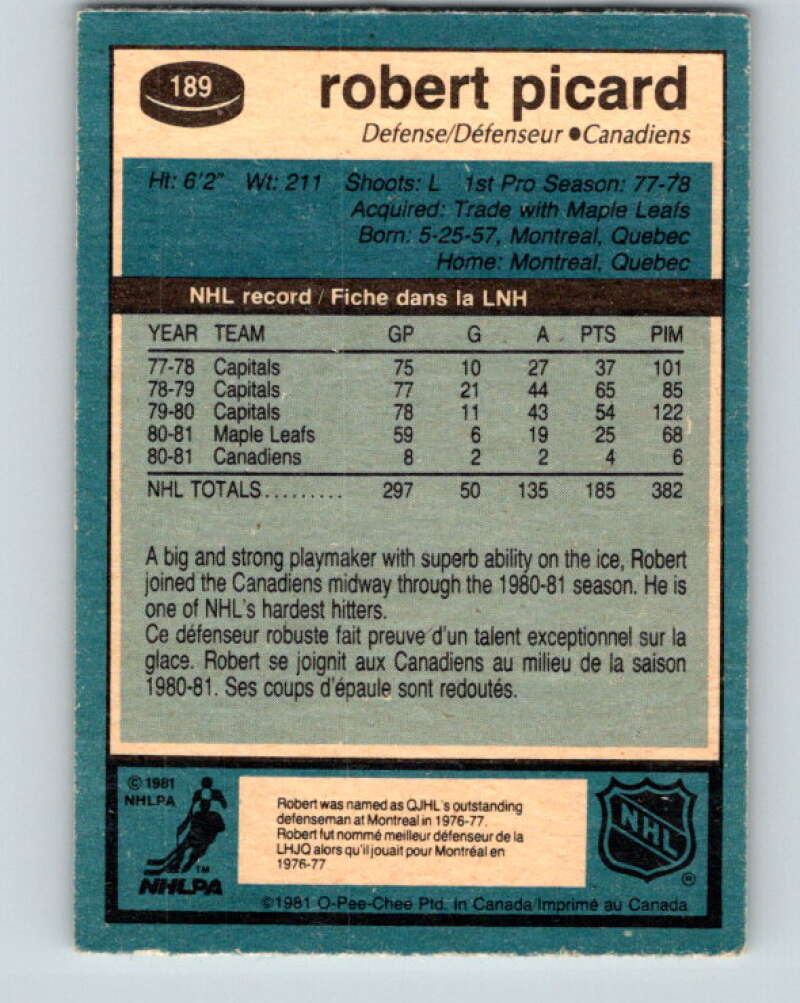 189
robert picard
Defense/Défenseur ●Canadiens
Ht: 6'2" Wt: 211 Shoots: L 1st Pro Season: 77-78
Acquired: Trade with Maple Leafs
Born: 5-25-57, Montreal, Quebec
Home: Montreal, Quebec
NHL record / Fiche dans la LNH
YEAR TEAM GP G A PTS PIM
77-78 Capitals 75 10 27 37 101
78-79 Capitals 77 21 44 65 85
79-80 Capitals 78 11 43 54 122
80-81 Maple Leafs 59 6 19 25 68
80-81 Canadiens 8 2 2 4 6
NHL TOTALS......... 297 50 135 185 382
A big and strong playmaker with superb ability on the ice, Robert
joined the Canadiens midway through the 1980-81 season. He is
one of NHL's hardest hitters.
Ce défenseur robuste fait preuve d'un talent exceptionnel sur la
glace. Robert se joignit aux Canadiens au milieu de la saison
1980-81. Ses coups d'épaule sont redoutés.
© 1981
NHLPA
TM
NHLPA
Robert was named as QJHL's outstanding
defenseman at Montreal in 1976-77.
Robert fut nommé meilleur défenseur de la
LHJQ alors qu'il jouait pour Montréal en
1976-77
NHL
®
©1981 O-Pee-Chee Ptd. in Canada/Imprimé au Canada